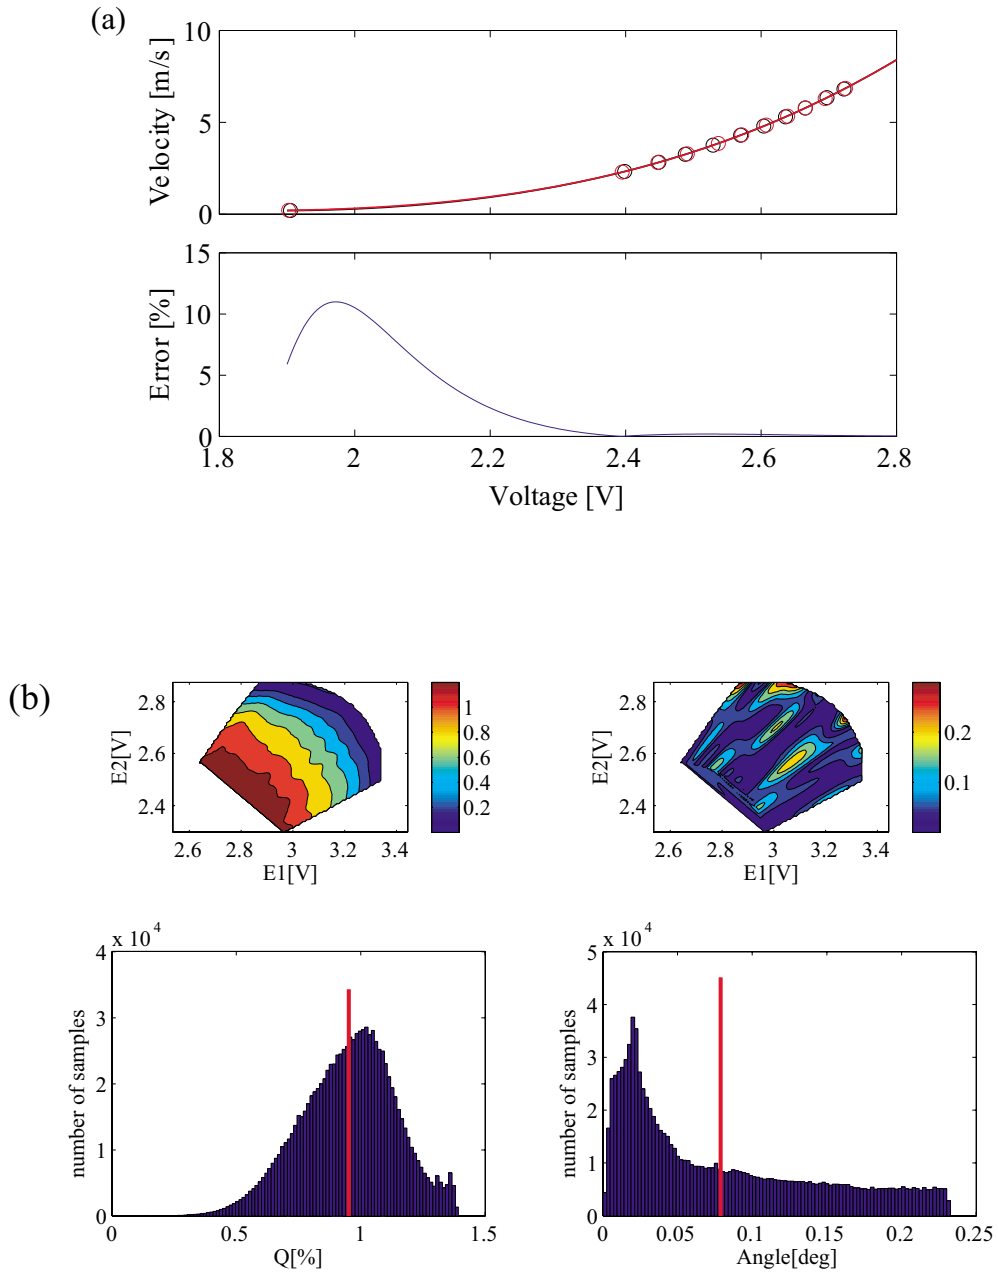 (a)
Velocity [m/s]
10
5
0
Error [%]
15
10
5
0
1.8 2 2.2 2.4 2.6 2.8
Voltage [V]
(b)
E2[V]
2.8
2.6
2.4
2.6 2.8 3 3.2 3.4
E1[V]
1
0.8
0.6
0.4
0.2
E2[V]
2.8
2.6
2.4
2.6 2.8 3 3.2 3.4
E1[V]
0.2
0.1
x 10 4
number of samples
4
3
2
1
0
0 0.5 1 1.5
Q[%]
x 10 4
number of samples
5
4
3
2
1
0
0 0.05 0.1 0.15 0.2 0.25
Angle[deg]